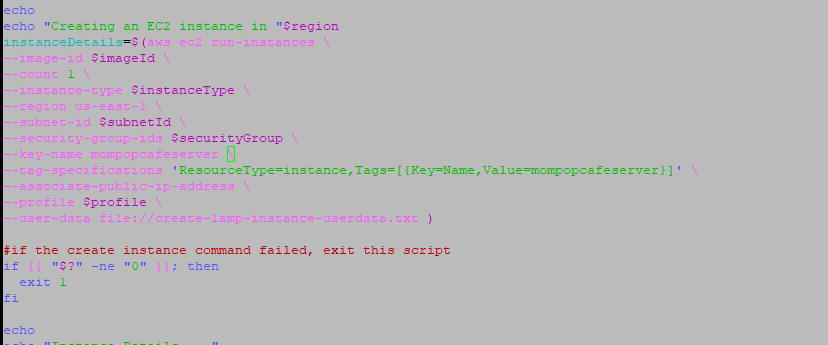 echo
echo "Creating an EC2 instance in "$region
instanceDetails=$(aws ec2 run-instances \
--image-id $imageId \
--count 1 \
--instance-type $instanceType \
--region us-east-1 \
--subnet-id $subnetId \
--security-group-ids $securityGroup \
--key-name mompopcafeserver \
--tag-specifications 'ResourceType=instance,Tags=[{Key=Name,Value=mompopcafeserver}]' \
--associate-public-ip-address \
--profile $profile \
--user-data file://create-lamp-instance-userdata.txt )
#if the create instance command failed, exit this script
if [[ "$?" -ne "0" ]]; then
  exit 1
fi
echo
echo "Instance Details....."